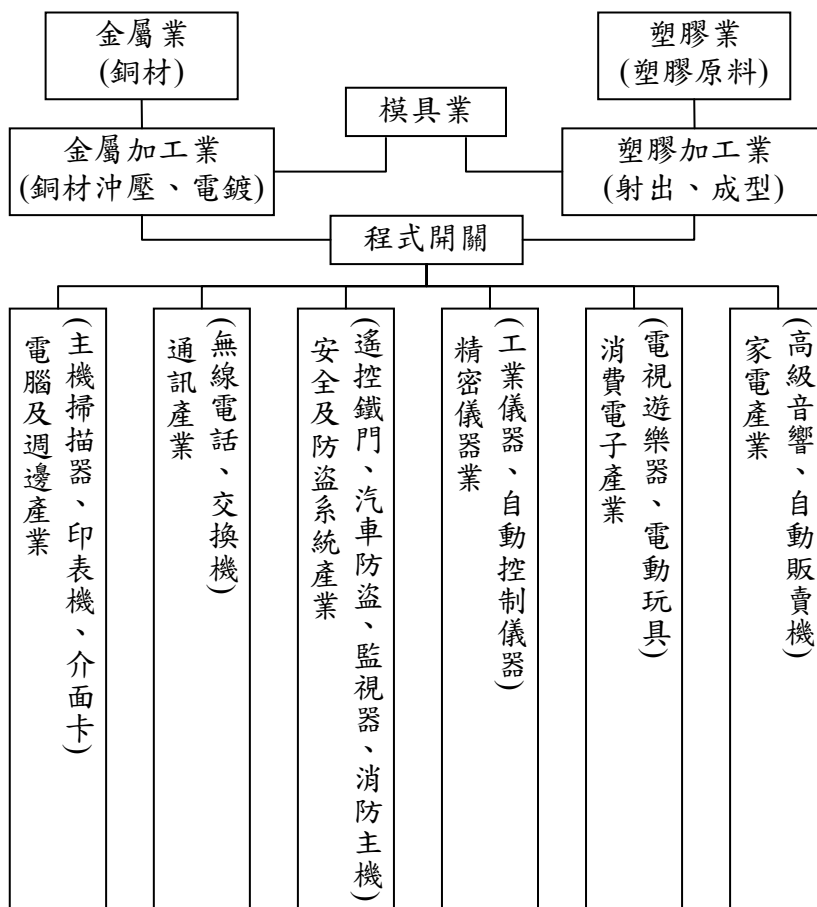 金屬業
(銅材)
塑膠業
(塑膠原料)
模具業
金屬加工業
(銅材沖壓、電鍍)
塑膠加工業
(射出、成型)
程式開關
電腦及週邊產業
(主機掃描器、印表機、介面卡)
通訊產業
(無線電話、交換機)
安全及防盜系統產業
(遙控鐵門、汽車防盜、監視器、消防主機)
精密儀器業
(工業儀器、自動控制儀器)
消費電子產業
(電視遊樂器、電動玩具)
家電產業
(高級音響、自動販賣機)